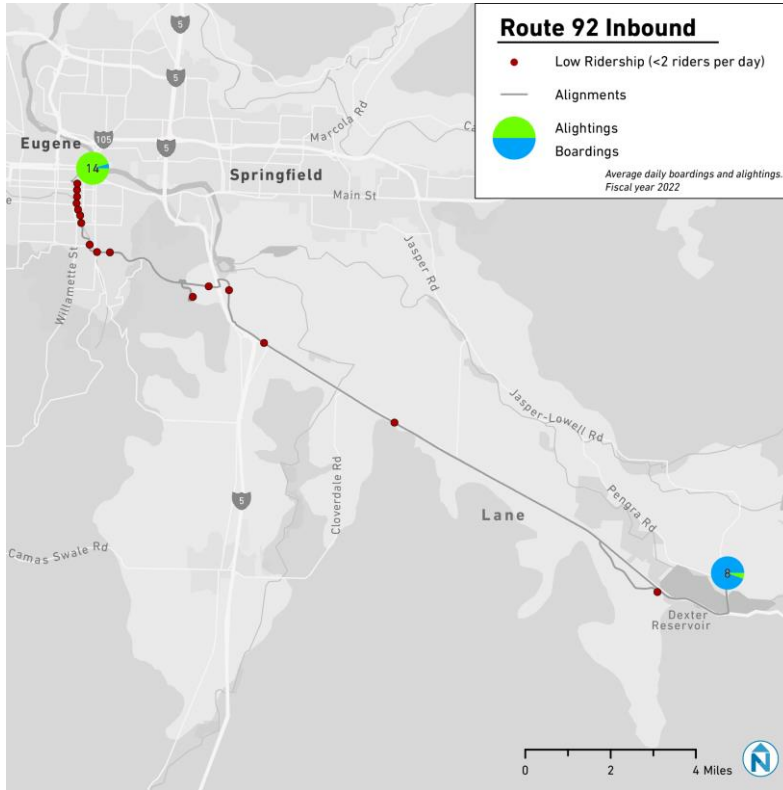 Route 92 Inbound
Low Ridership (<2 riders per day)
Alignments
Alightings
Boardings
Average daily boardings and alightings.
Fiscal year 2022
5
5
Marcola Rd
105
5
Eugene
14
Springfield
Main St
e
Jasper Rd
Willamette St
Jasper-Lowell Rd
Cloverdale Rd
5
Pengra Rd
Lane
Camas Swale Rd
8
Dexter
Reservoir
0 2 4 Miles
N